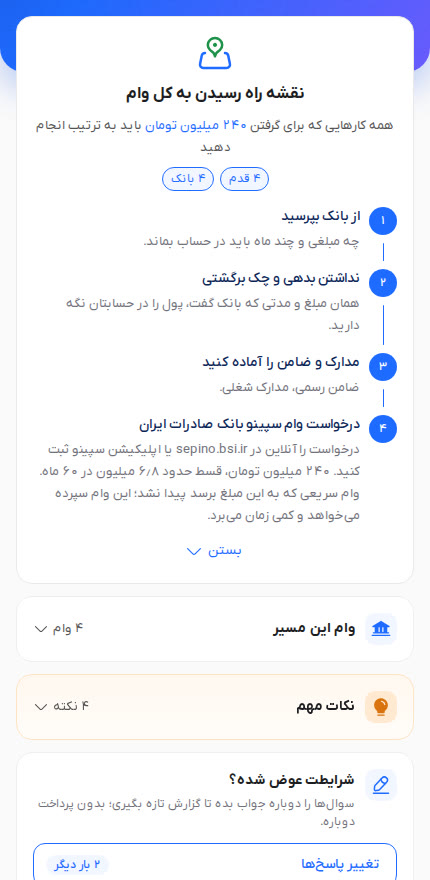 نقشه راه رسیدن به کل وام
همه کارهایی که برای گرفتن ۲۴۰ میلیون تومان باید به ترتیب انجام
دهید
۴ قدم
۴ بانک
۱
از بانک بپرسید
چه مبلغی و چند ماه باید در حساب بماند.
۲
نداشتن بدهی و چک برگشتی
همان مبلغ و مدتی که بانک گفت، پول را در حسابتان نگه
دارید.
۳
مدارک و ضامن را آماده کنید
ضامن رسمی، مدارک شغلی.
۴
درخواست وام سپینو بانک صادرات ایران
درخواست را آنلاین در sepino.bsi.ir یا اپلیکیشن سپینو ثبت
کنید. ۲۴۰ میلیون تومان، قسط حدود ۶٫۸ میلیون در ۶۰ ماه.
وام سریعی که به این مبلغ برسد پیدا نشد؛ این وام سپرده
می‌خواهد و کمی زمان می‌برد.
بستن
وام این مسیر
۴ وام
نکات مهم
۴ نکته
شرایطت عوض شده؟
سوال‌ها را دوباره جواب بده تا گزارش تازه بگیری؛ بدون پرداخت
دوباره.
تغییر پاسخ‌ها
۲ بار دیگر